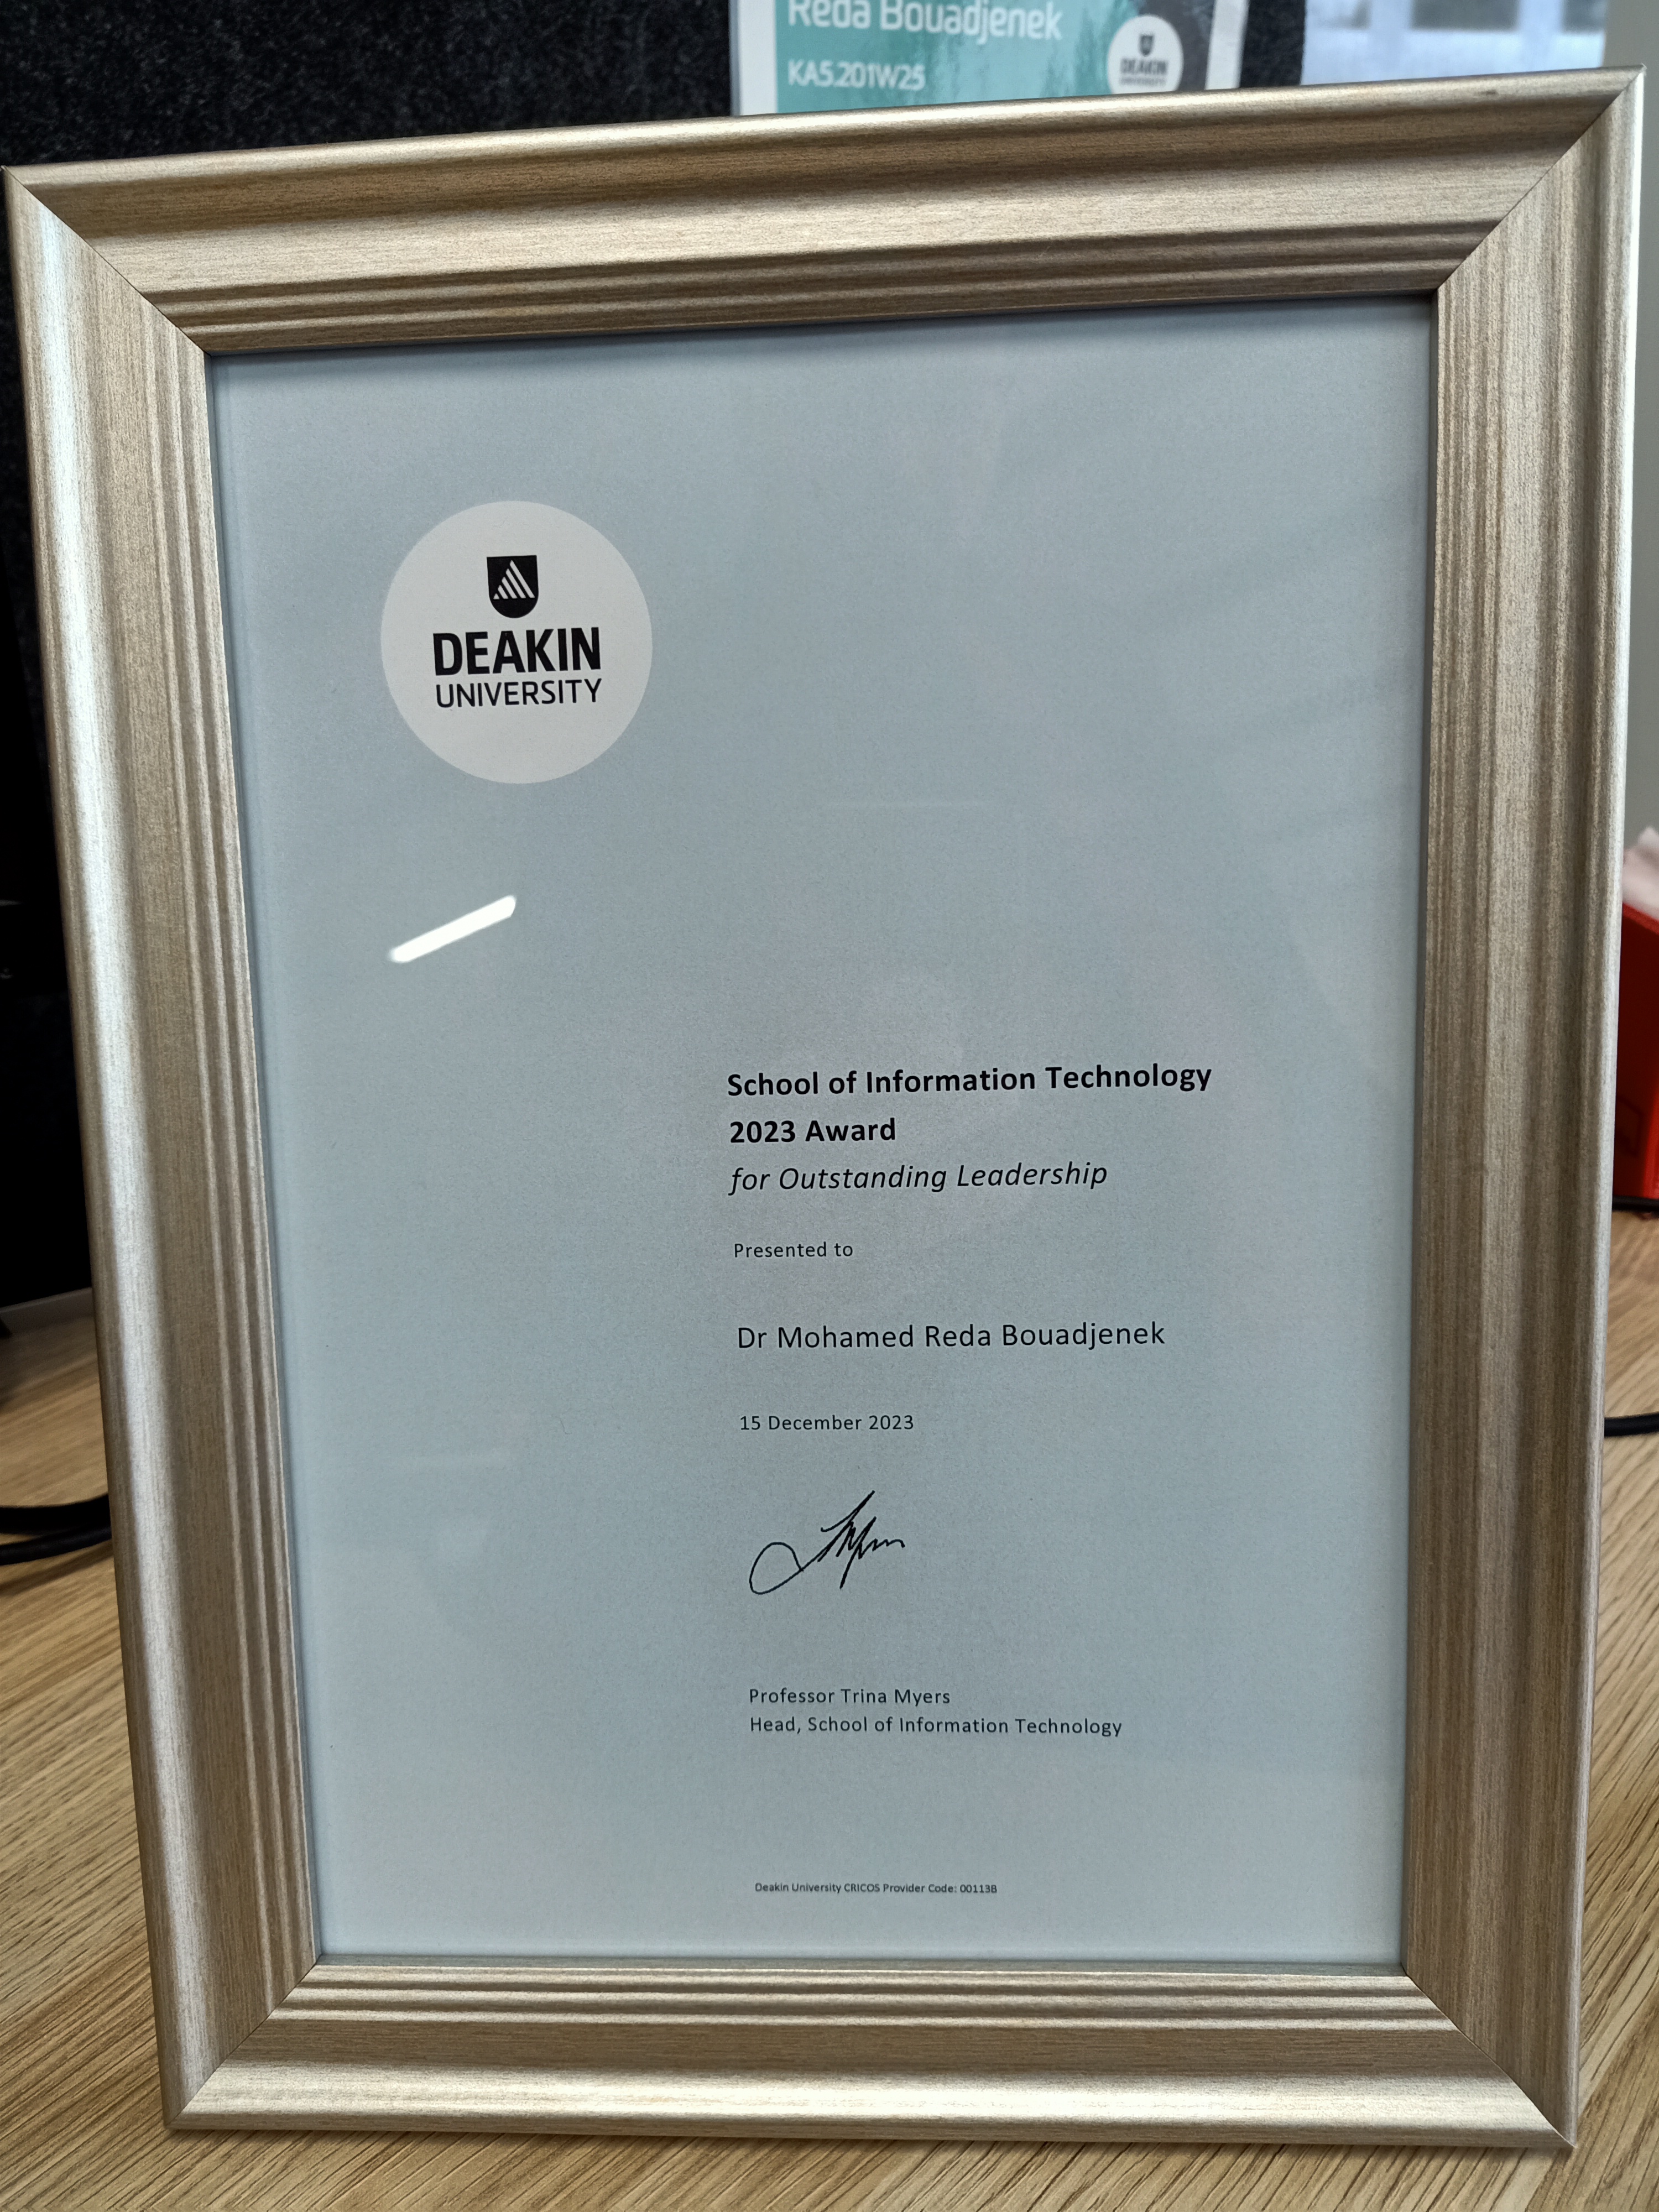 Reda Bouadjenek
KA5.201W25
DEAKIN
UNIVERSITY
DEAKIN
UNIVERSITY
School of Information Technology
2023 Award
for Outstanding Leadership
Presented to
Dr Mohamed Reda Bouadjenek
15 December 2023
Professor Trina Myers
Head, School of Information Technology
Deakin University CRICOS Provider Code: 00113B